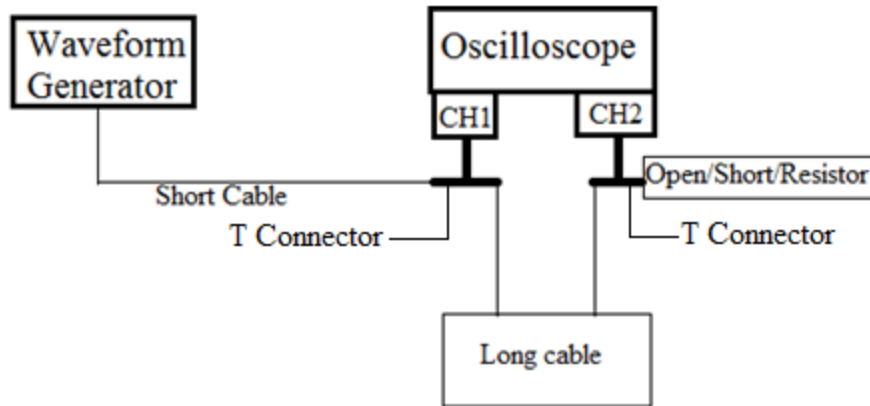 Waveform
Generator
Oscilloscope
CH1
CH2
Open/Short/Resistor
Short Cable
T Connector
T Connector
Long cable